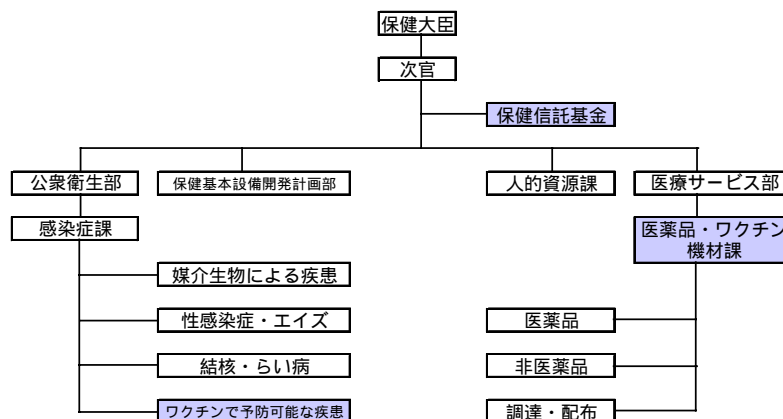 保健大臣
次官
保健信託基金
公衆衛生部
保健基本設備開発計画部
人的資源課
医療サービス部
感染症課
医薬品・ワクチン
機材課
媒介生物による疾患
性感染症・エイズ
医薬品
結核・らい病
非医薬品
ワクチンで予防可能な疾患
調達・配布